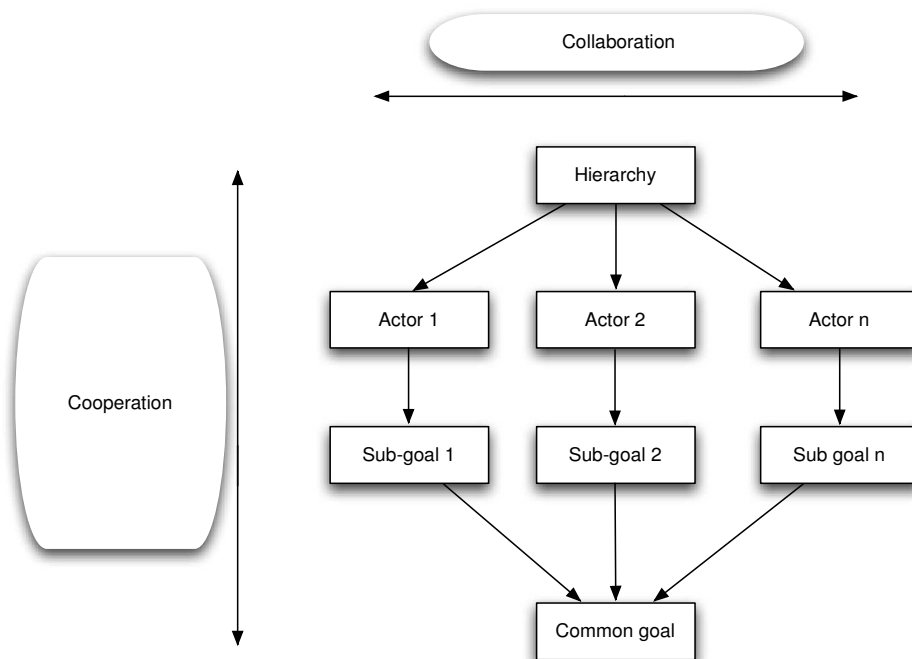 Collaboration
Hierarchy
Actor 1
Actor 2
Actor n
Cooperation
Sub-goal 1
Sub-goal 2
Sub goal n
Common goal